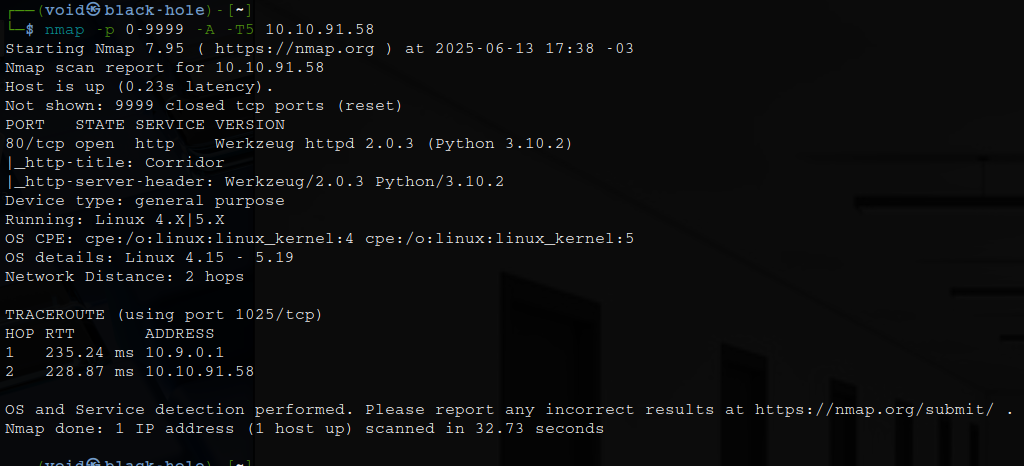 ┌──(void㉿black-hole)-[~]
└─$ nmap -p 0-9999 -A -T5 10.10.91.58
Starting Nmap 7.95 ( https://nmap.org ) at 2025-06-13 17:38 -03
Nmap scan report for 10.10.91.58
Host is up (0.23s latency).
Not shown: 9999 closed tcp ports (reset)
PORT   STATE SERVICE VERSION
80/tcp open  http    Werkzeug httpd 2.0.3 (Python 3.10.2)
|_http-title: Corridor
|_http-server-header: Werkzeug/2.0.3 Python/3.10.2
Device type: general purpose
Running: Linux 4.X|5.X
OS CPE: cpe:/o:linux:linux_kernel:4 cpe:/o:linux:linux_kernel:5
OS details: Linux 4.15 - 5.19
Network Distance: 2 hops

TRACEROUTE (using port 1025/tcp)
HOP RTT       ADDRESS
1   235.24 ms 10.9.0.1
2   228.87 ms 10.10.91.58

OS and Service detection performed. Please report any incorrect results at https://nmap.org/submit/ .
Nmap done: 1 IP address (1 host up) scanned in 32.73 seconds

┌──(void㉿black-hole)-[~]